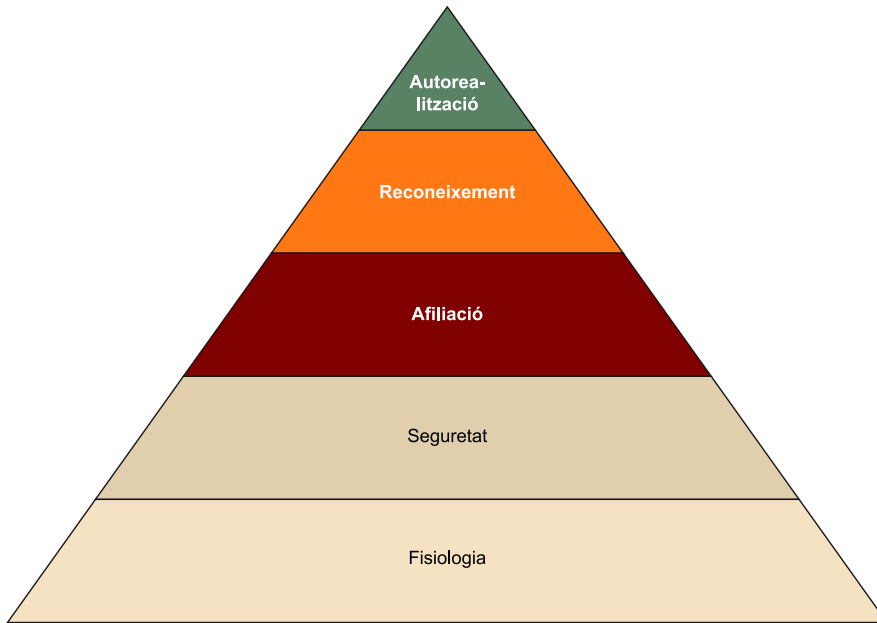 Autorea-
lització
Reconeixement
Afiliació
Seguretat
Fisiologia